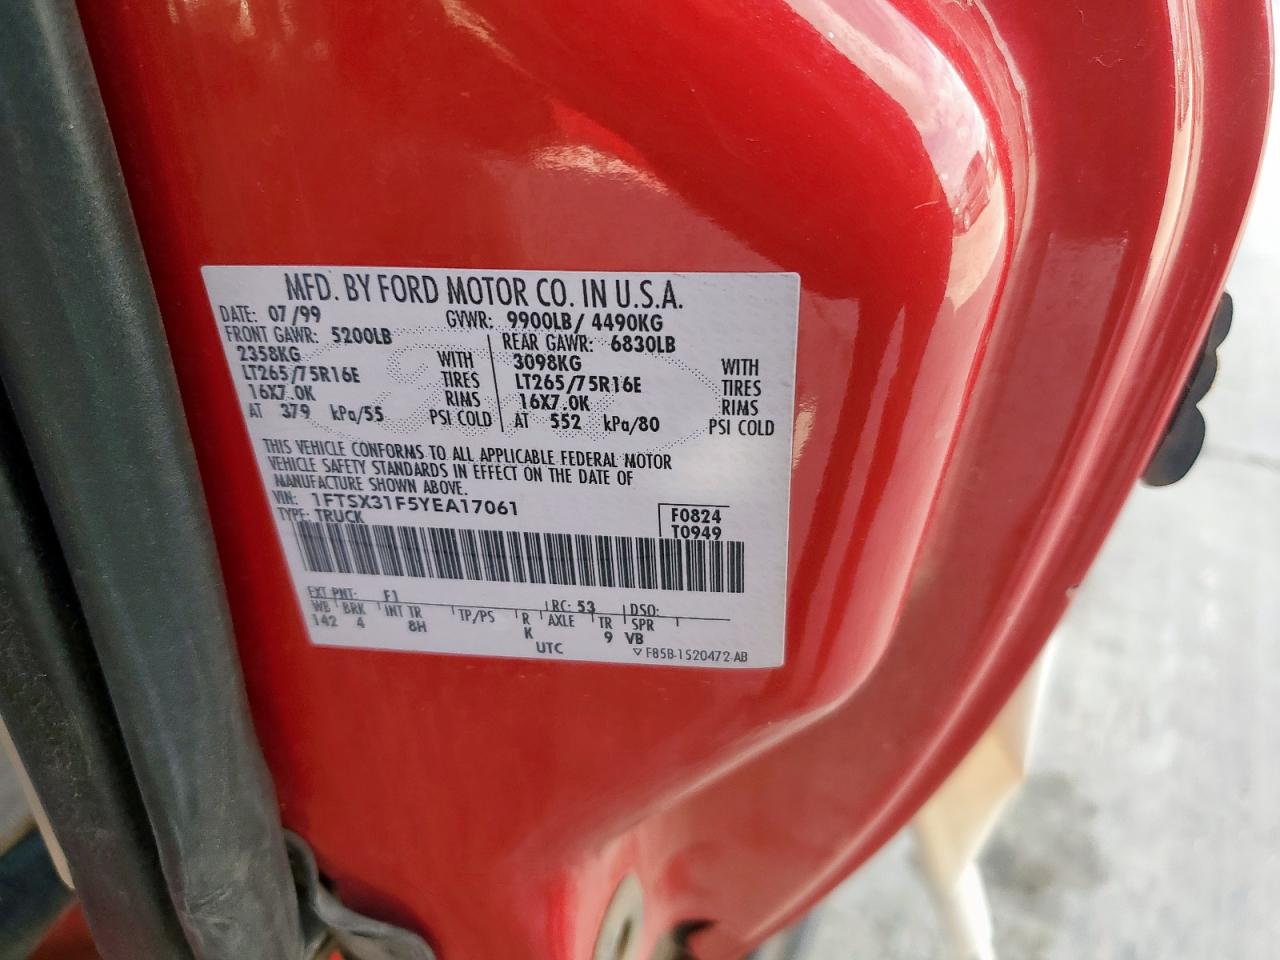 MFD. BY FORD MOTOR CO. IN U.S.A.
DATE: 07/99 GVWR: 9900LB/ 4490KG
FRONT GAWR: 5200LB REAR GAWR: 6830LB
2358KG WITH 3098KG WITH
LT265/75R16E TIRES LT265/75R16E TIRES
16X7.0K RIMS 16X7.0K RIMS
AT 379 kPa/55 PSI COLD AT 552 kPa/80 PSI COLD
THIS VEHICLE CONFORMS TO ALL APPLICABLE FEDERAL MOTOR
VEHICLE SAFETY STANDARDS IN EFFECT ON THE DATE OF
MANUFACTURE SHOWN ABOVE.
VIN: 1FTSX31F5YEA17061 F0824
TYPE: TRUCK T0949
EXT PNT: F1 RC: 53 DSO:
WB BRK INT TR TP/PS R AXLE TR SPR
142 4 8H K 9 VB
UTC F85B-1520472-AB